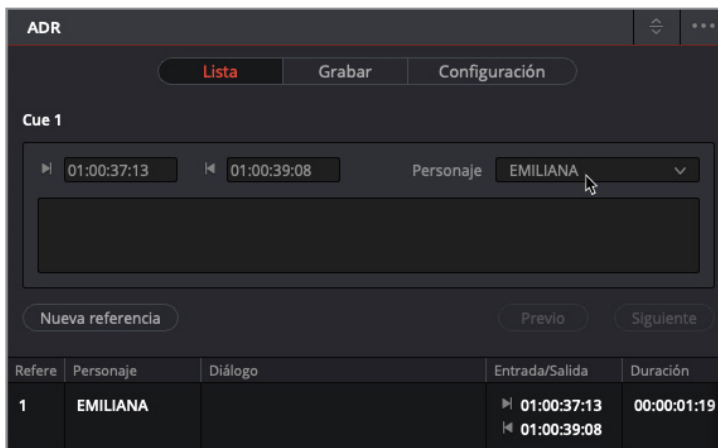 ADR
Lista Grabar Configuración
Cue 1
01:00:37:13 01:00:39:08 Personaje EMILIANA
Nueva referencia Previo Siguiente
Refere Personaje Diálogo Entrada/Salida Duración
1 EMILIANA 01:00:37:13 00:00:01:19
01:00:39:08